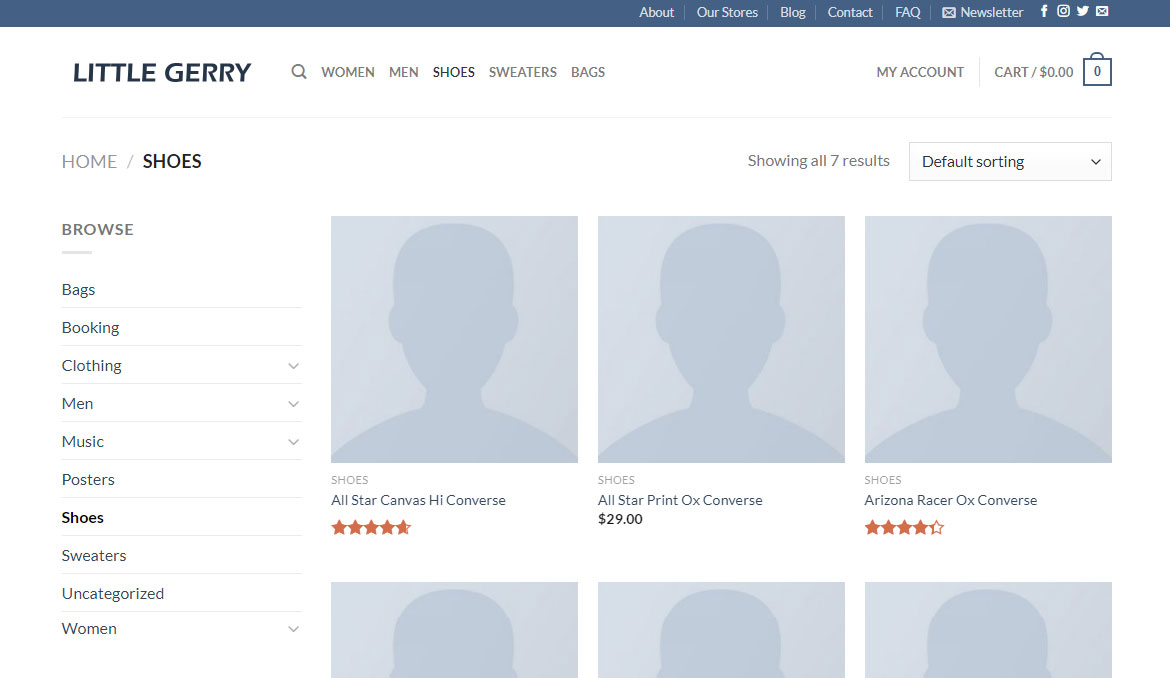 About Our Stores Blog Contact FAQ Newsletter
LITTLE GERRY WOMEN MEN SHOES SWEATERS BAGS MY ACCOUNT CART / $0.00 0
HOME / SHOES Showing all 7 results Default sorting
BROWSE
Bags
Booking
Clothing
Men
Music
Posters
Shoes
Sweaters
Uncategorized
Women
SHOES
All Star Canvas Hi Converse
SHOES
All Star Print Ox Converse
$29.00
SHOES
Arizona Racer Ox Converse